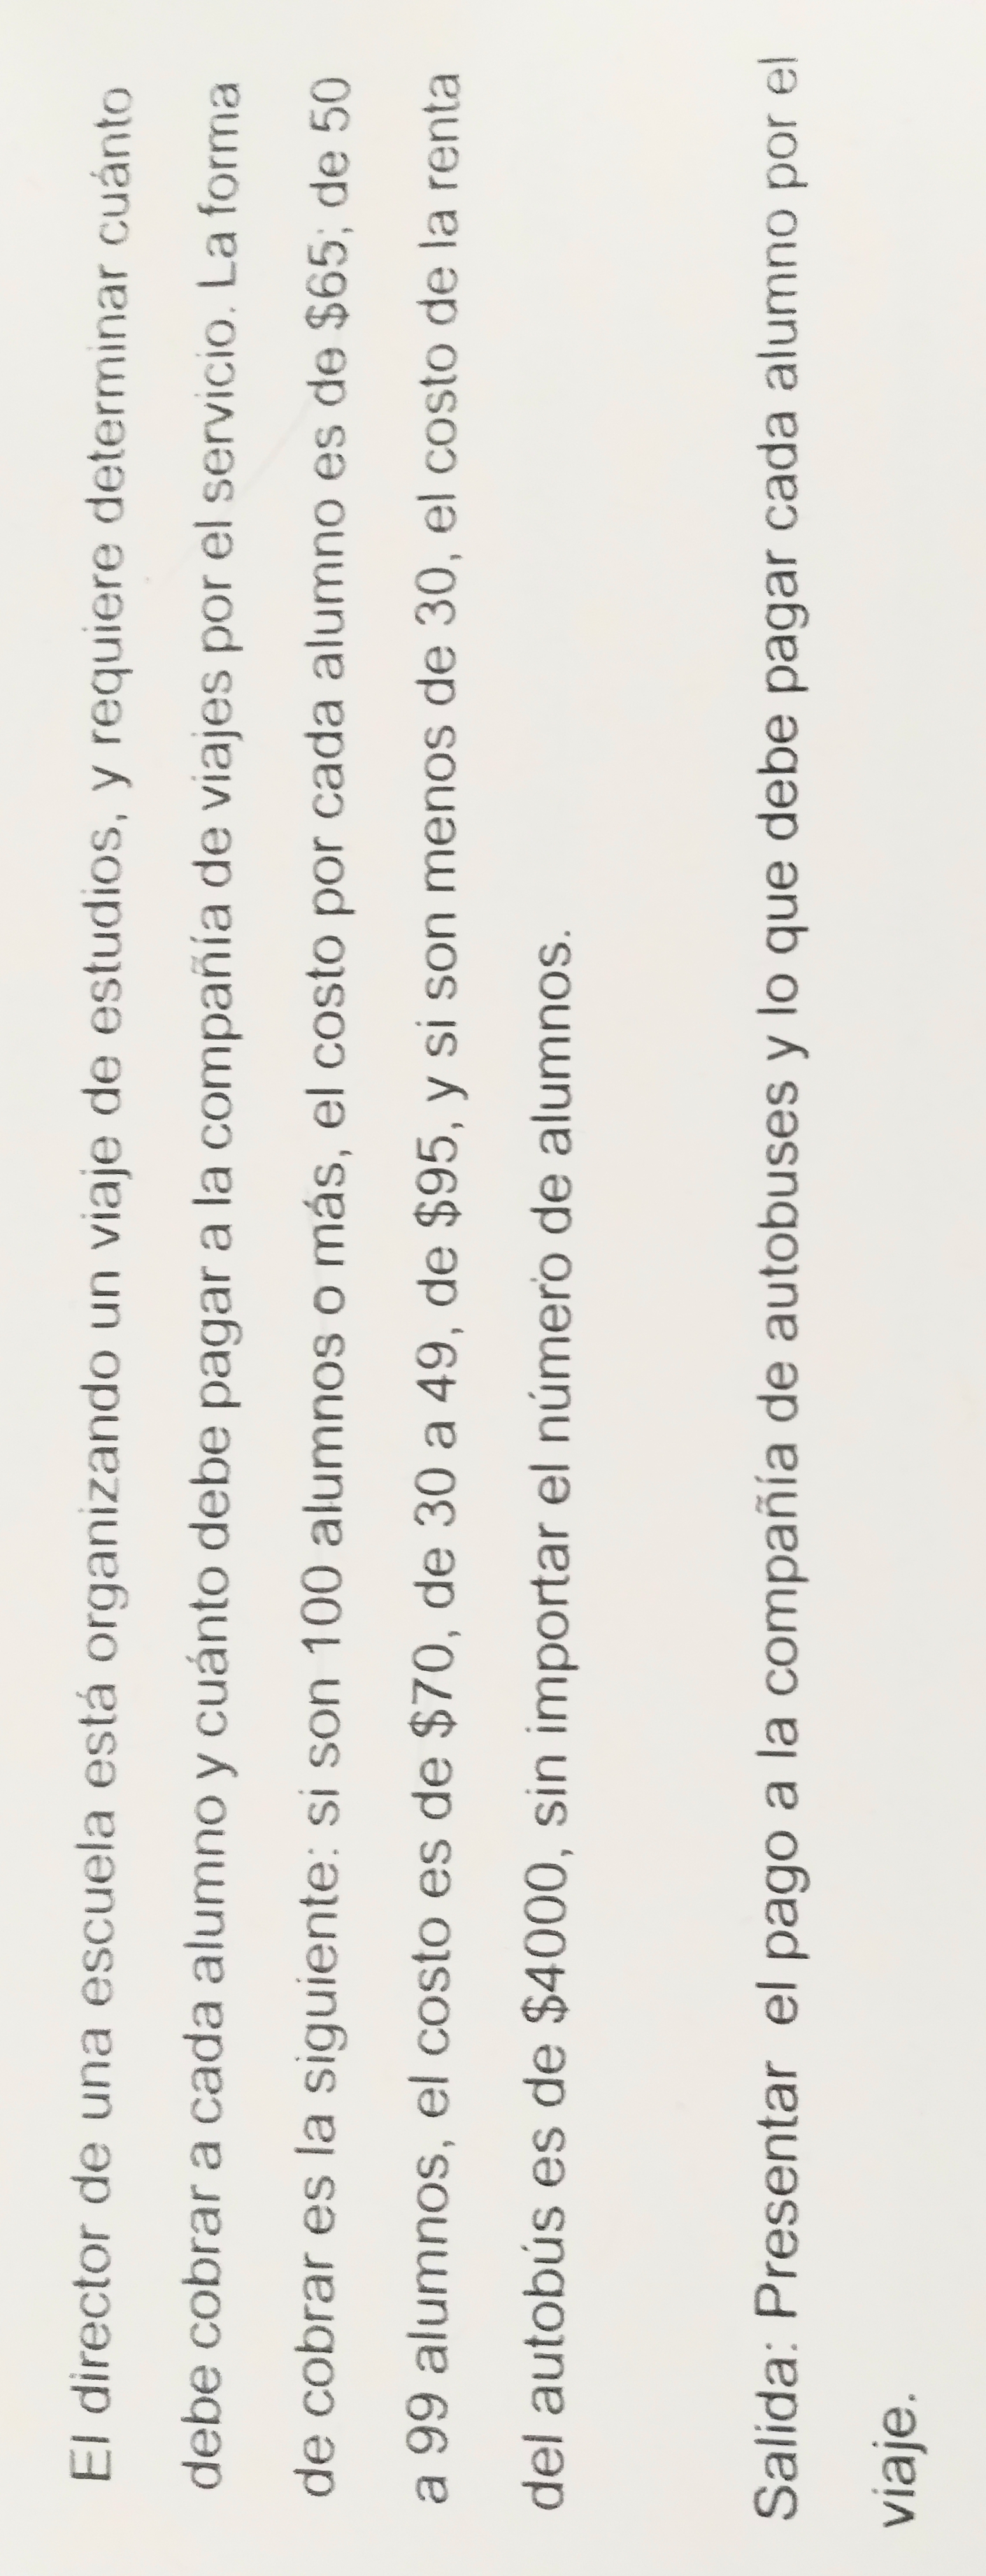 El director de una escuela está organizando un viaje de estudios, y requiere determinar cuánto
debe cobrar a cada alumno y cuánto debe pagar a la compañía de viajes por el servicio. La forma
de cobrar es la siguiente: si son 100 alumnos o más, el costo por cada alumno es de $65; de 50
a 99 alumnos, el costo es de $70, de 30 a 49, de $95, y si son menos de 30, el costo de la renta
del autobús es de $4000, sin importar el número de alumnos.
Salida: Presentar el pago a la compañía de autobuses y lo que debe pagar cada alumno por el
viaje.